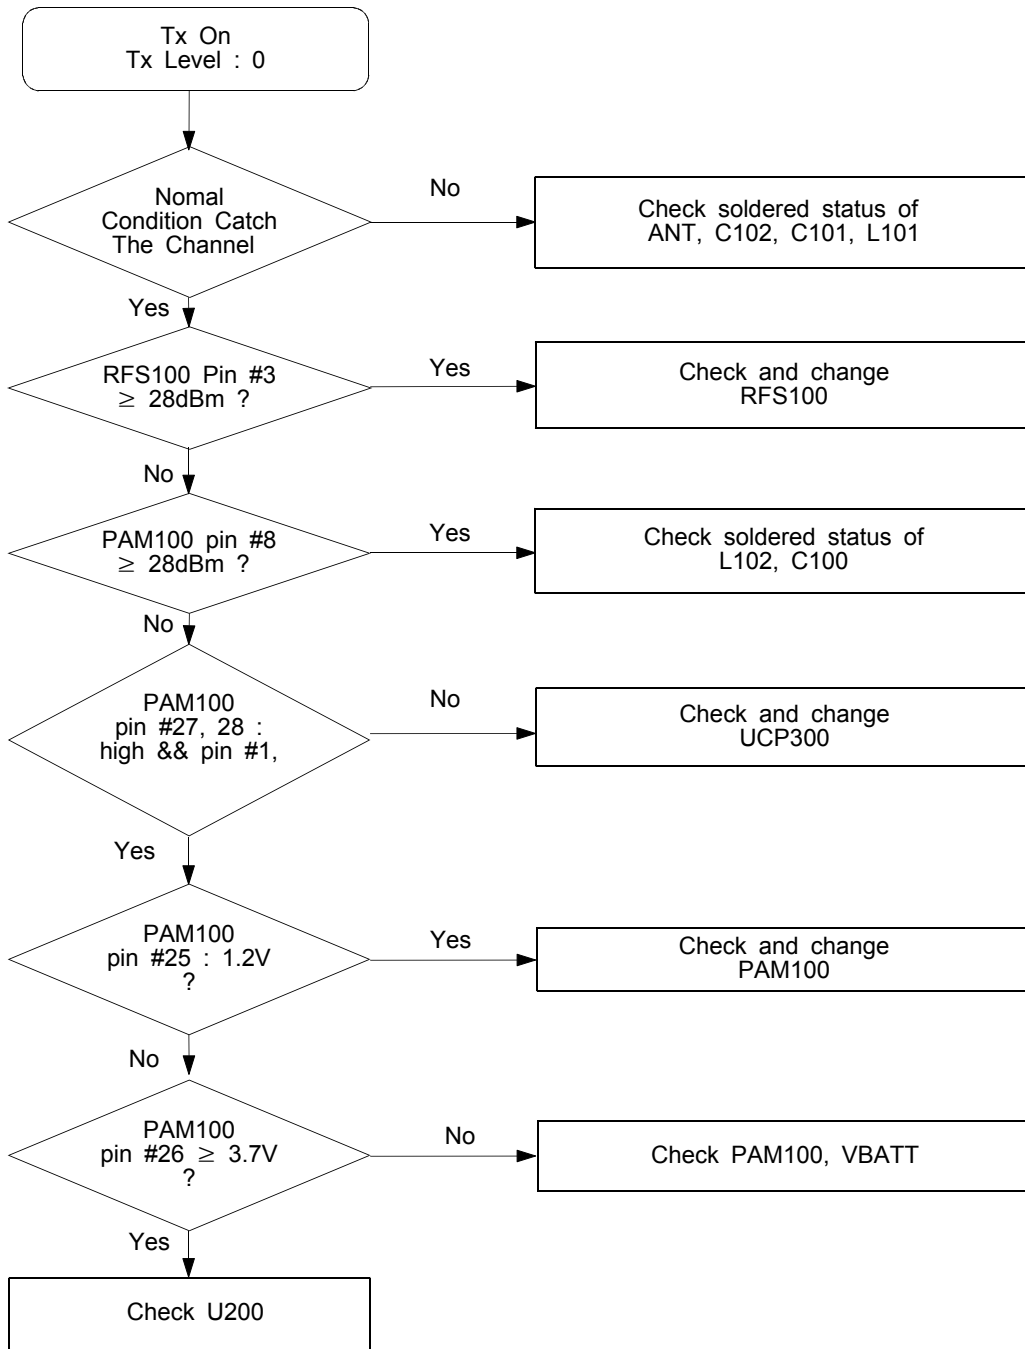 Tx On
Tx Level : 0
Nomal
Condition Catch
The Channel
No
Check soldered status of
ANT, C102, C101, L101
Yes
RFS100 Pin #3
≥ 28dBm ?
Yes
Check and change
RFS100
No
PAM100 pin #8
≥ 28dBm ?
Yes
Check soldered status of
L102, C100
No
PAM100
pin #27, 28 :
high && pin #1,
No
Check and change
UCP300
Yes
PAM100
pin #25 : 1.2V
?
Yes
Check and change
PAM100
No
PAM100
pin #26 ≥ 3.7V
?
No
Check PAM100, VBATT
Yes
Check U200